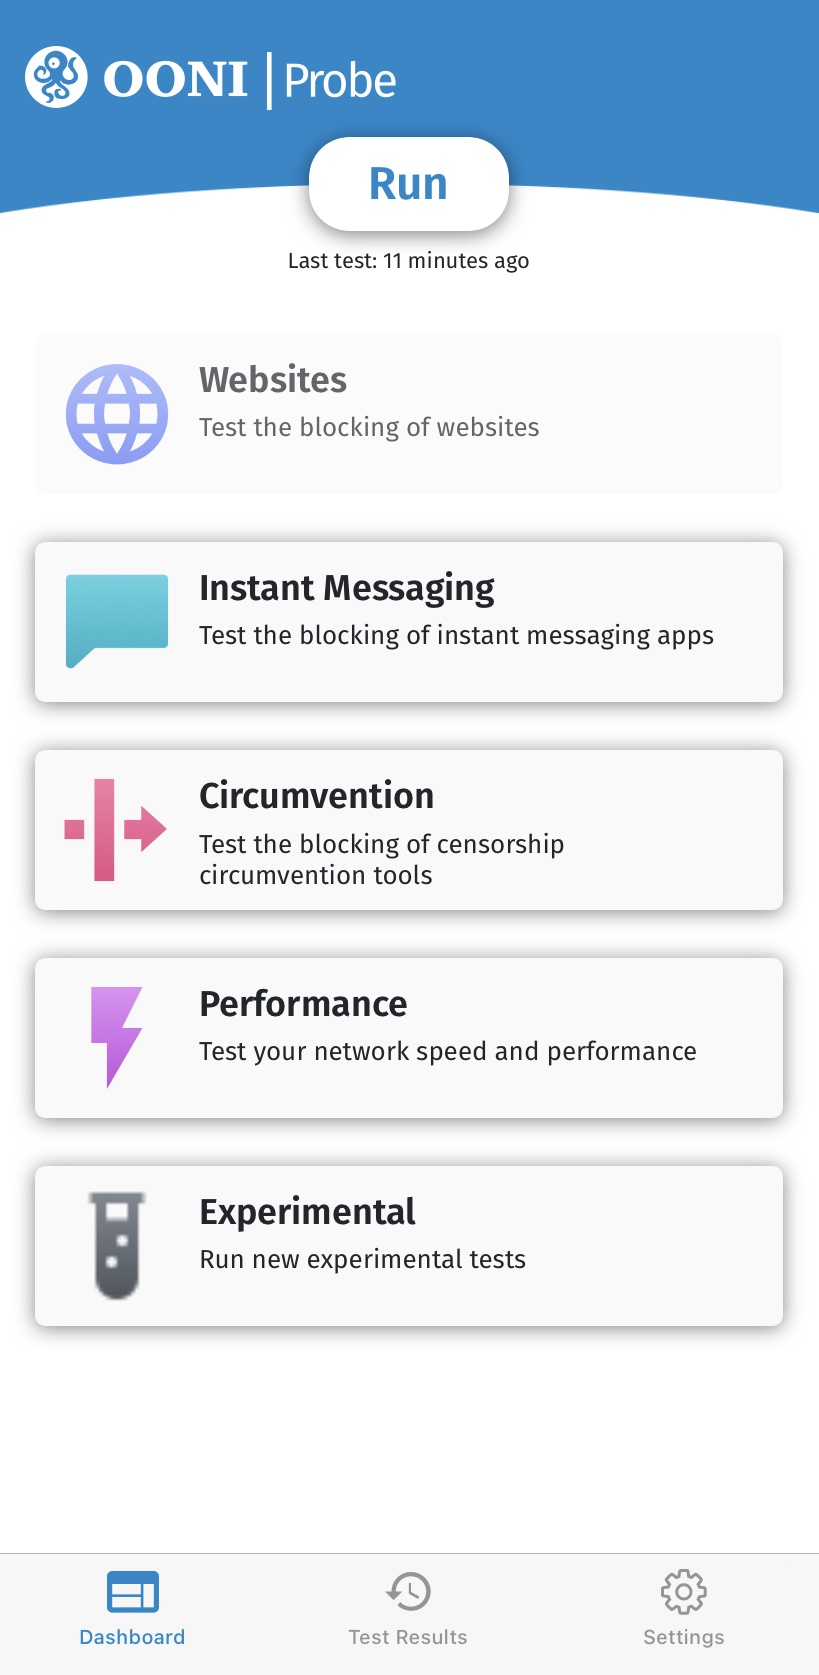 OONI | Probe
Run
Last test: 11 minutes ago
Websites
Test the blocking of websites
Instant Messaging
Test the blocking of instant messaging apps
Circumvention
Test the blocking of censorship
circumvention tools
Performance
Test your network speed and performance
Experimental
Run new experimental tests
Dashboard
Test Results
Settings